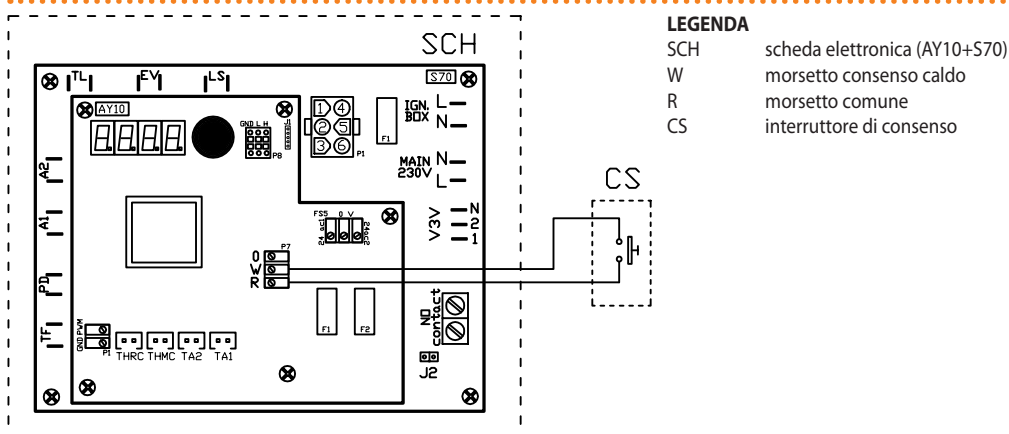 LEGENDA
SCH scheda elettronica (AY10+S70)
W morsetto consenso caldo
R morsetto comune
CS interruttore di consenso
SCH
TL EV LS S70
AY10
GND L H
P8
1 4
2 5
3 6
P1
F1
IGN. BOX
L
N
MAIN 230V
N
L
V3V
N
2
1
A2
A1
PD
TF
FS5 0 V
24 ac1
24ac2
P7
0
W
R
CS
F1 F2
NO contact
J2
GND PWM
P1
THRC THMC TA2 TA1